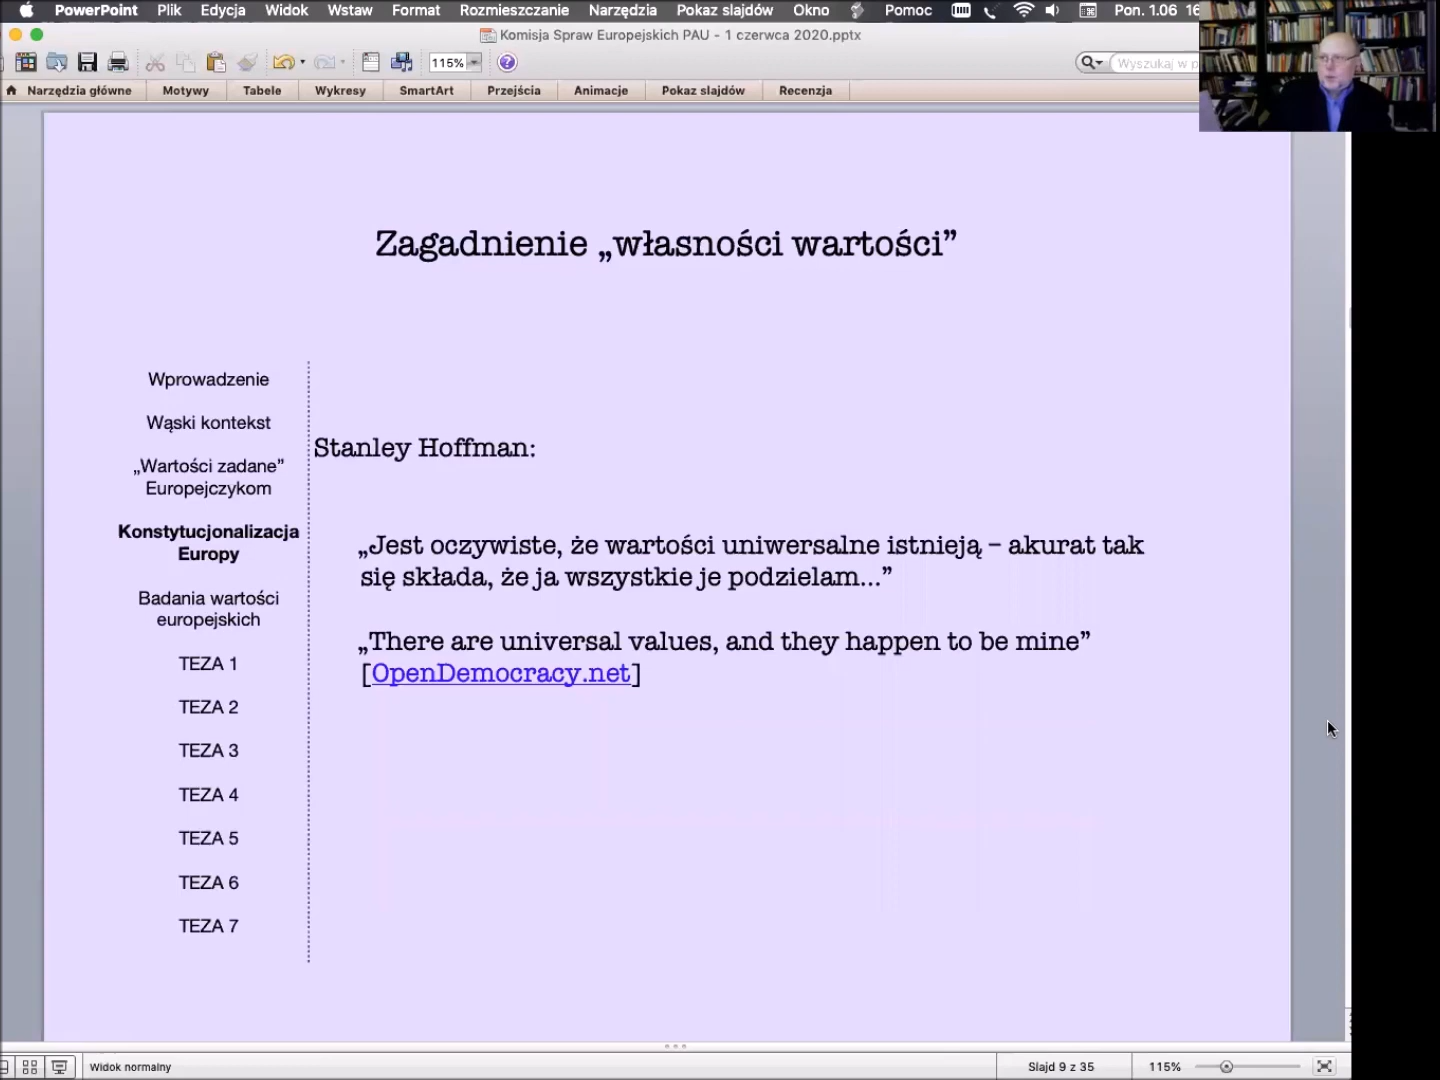 PowerPoint Plik Edycja Widok Wstaw Format Rozmieszczanie Narzędzia Pokaz slajdów Okno Pomoc Pon. 1.06 16
Komisja Spraw Europejskich PAU - 1 czerwca 2020.pptx
115%
Wyszukaj w p
Narzędzia główne Motywy Tabele Wykresy SmartArt Przejścia Animacje Pokaz slajdów Recenzja
Zagadnienie „własności wartości”
Wprowadzenie
Wąski kontekst
„Wartości zadane”
Europejczykom
Konstytucjonalizacja
Europy
Badania wartości
europejskich
TEZA 1
TEZA 2
TEZA 3
TEZA 4
TEZA 5
TEZA 6
TEZA 7
Stanley Hoffman:
„Jest oczywiste, że wartości uniwersalne istnieją – akurat tak
się składa, że ja wszystkie je podzielam...”
„There are universal values, and they happen to be mine”
[OpenDemocracy.net]
Widok normalny
Slajd 9 z 35
115%